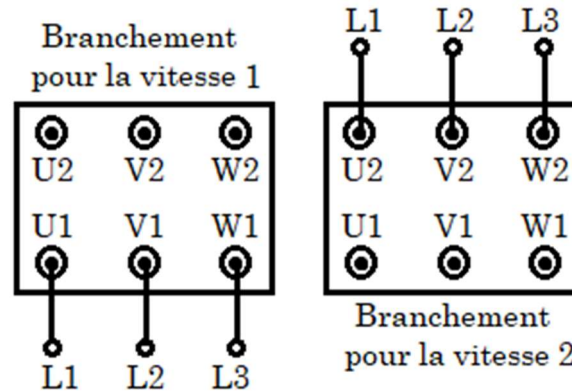 Branchement
pour la vitesse 1
U2 V2 W2
U1 V1 W1
L1 L2 L3
L1 L2 L3
U2 V2 W2
U1 V1 W1
Branchement
pour la vitesse 2